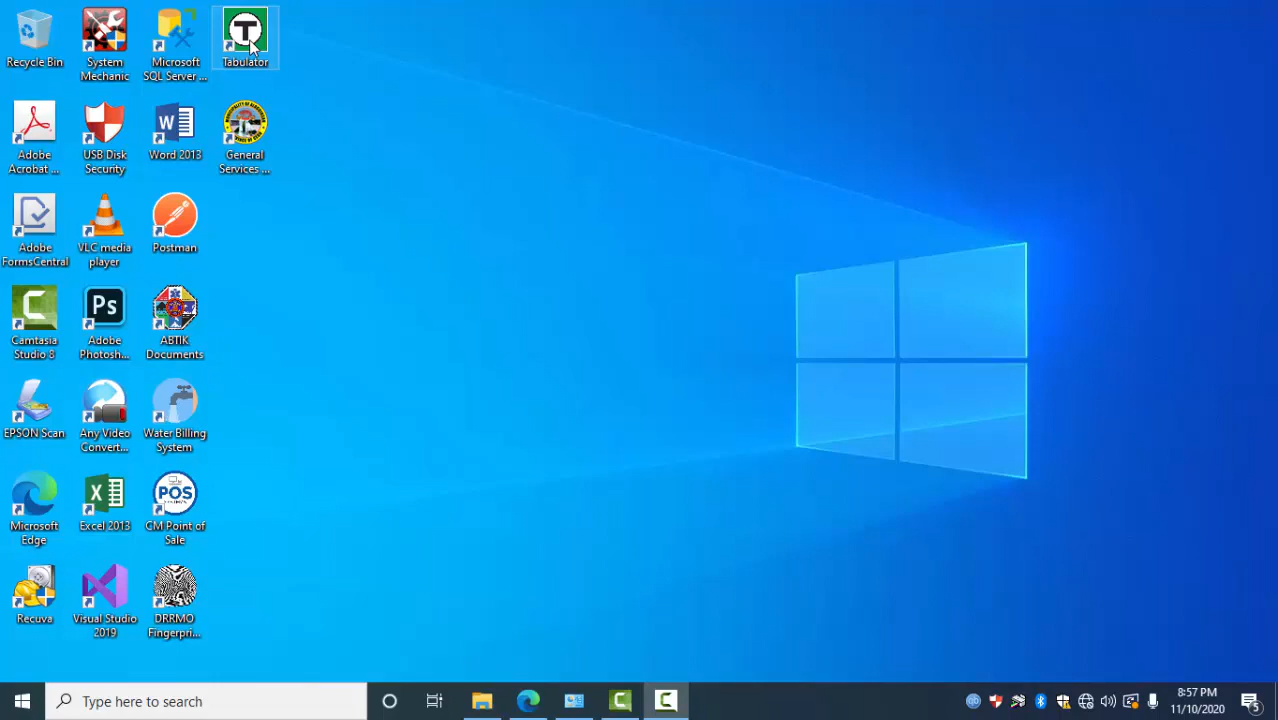 Recycle Bin
System
Mechanic
Microsoft
SQL Server ...
T
Tabulator
Adobe
Acrobat ...
USB Disk
Security
W
Word 2013
General
Services ...
Adobe
FormsCentral
VLC media
player
Postman
C
Camtasia
Studio 8
Ps
Adobe
Photosh...
ABTIK
Documents
EPSON Scan
Any Video
Convert...
Water Billing
System
Microsoft
Edge
X
Excel 2013
POS
CM Point of
Sale
Recuva
Visual Studio
2019
DRRMO
Fingerpri...
Type here to search
C
C
qb
8:57 PM
11/10/2020
5